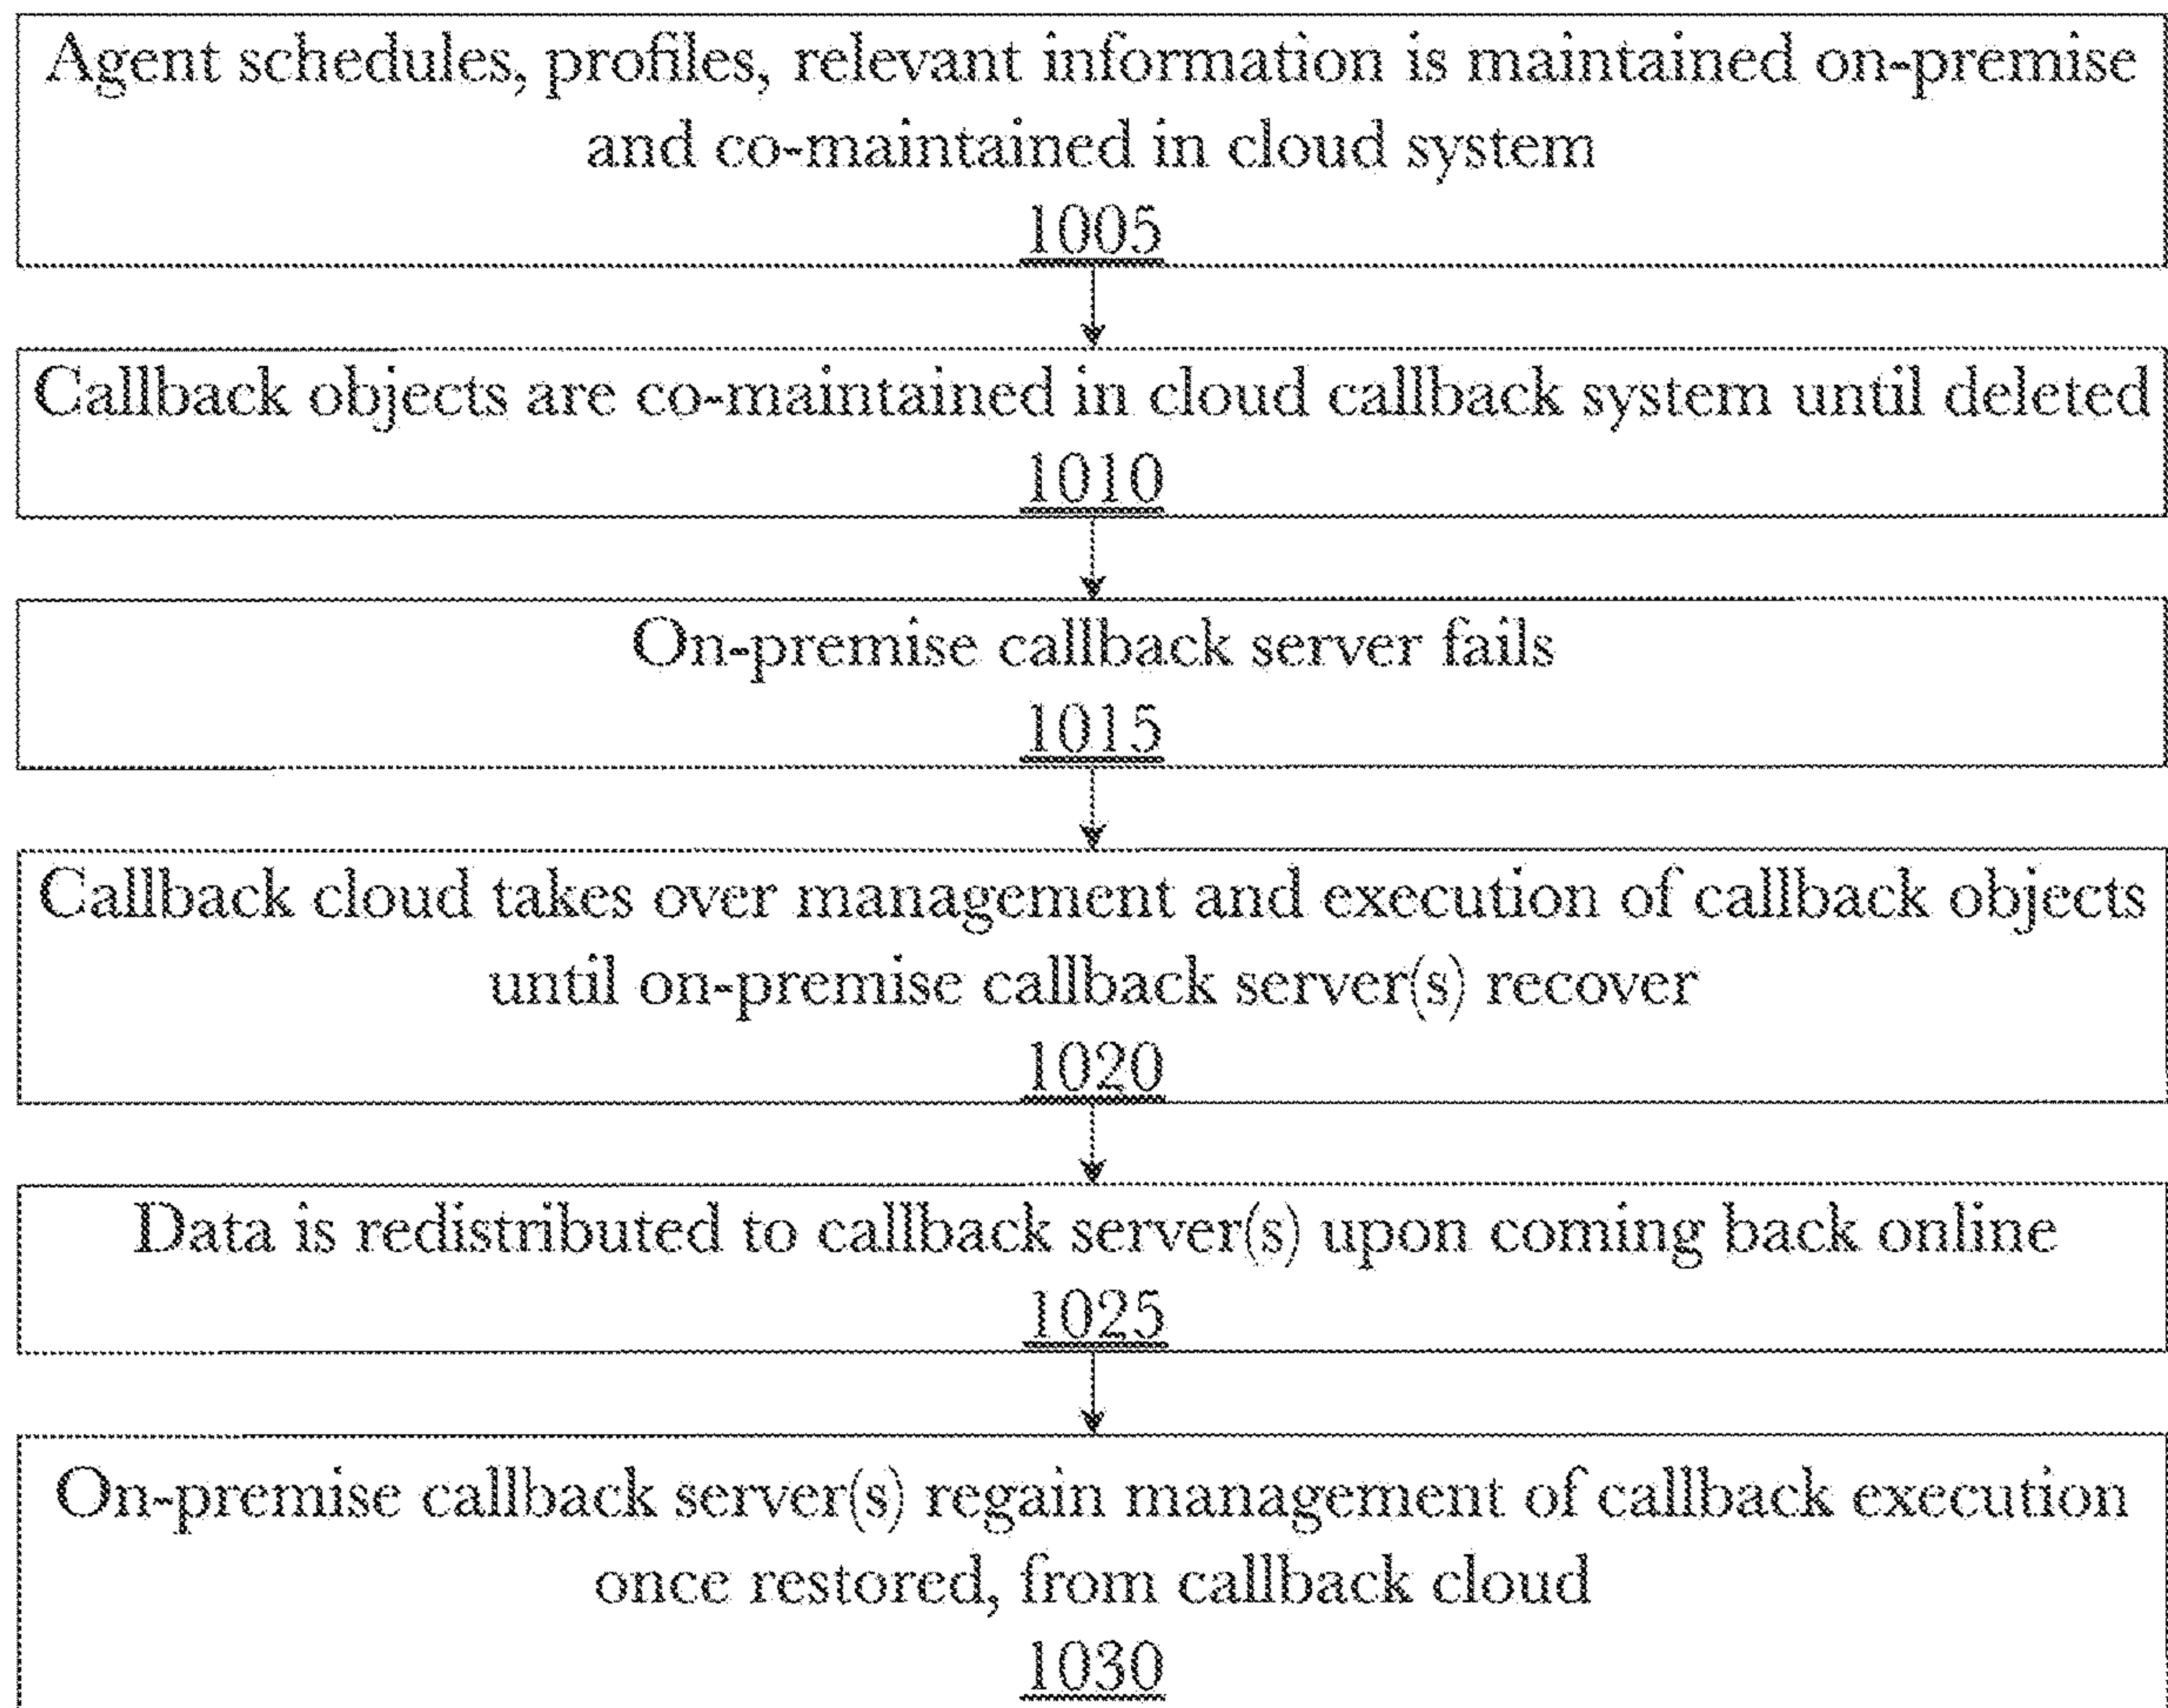 Agent schedules, profiles, relevant information is maintained on-premise
and co-maintained in cloud system
1005
Callback objects are co-maintained in cloud callback system until deleted
1010
On-premise callback server fails
1015
Callback cloud takes over management and execution of callback objects
until on-premise callback server(s) recover
1020
Data is redistributed to callback server(s) upon coming back online
1025
On-premise callback server(s) regain management of callback execution
once restored, from callback cloud
1030